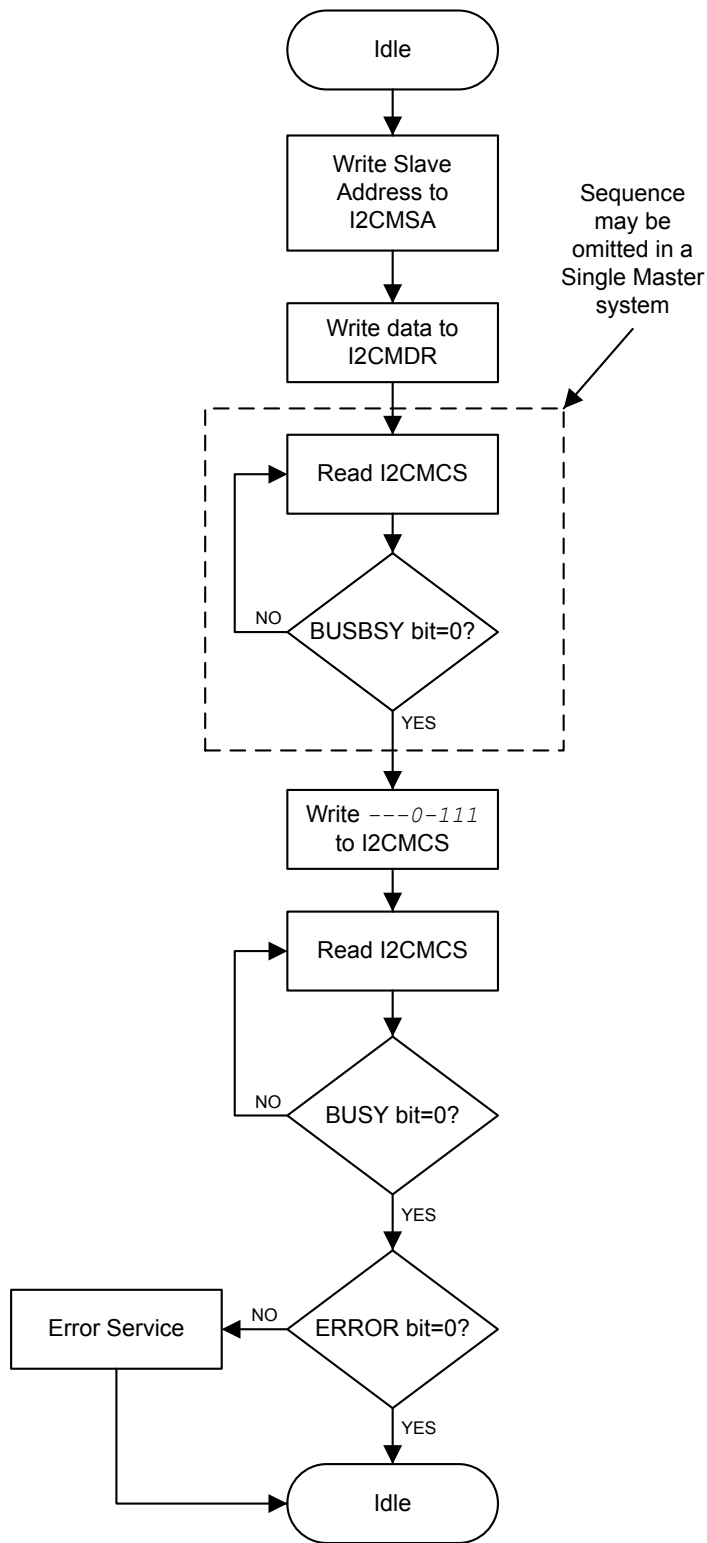 Idle
Write Slave
Address to
I2CMSA
Sequence
may be
omitted in a
Single Master
system
Write data to
I2CMDR
Read I2CMCS
NO
BUSBSY bit=0?
YES
Write ---0-111
to I2CMCS
Read I2CMCS
NO
BUSY bit=0?
YES
Error Service
NO
ERROR bit=0?
YES
Idle